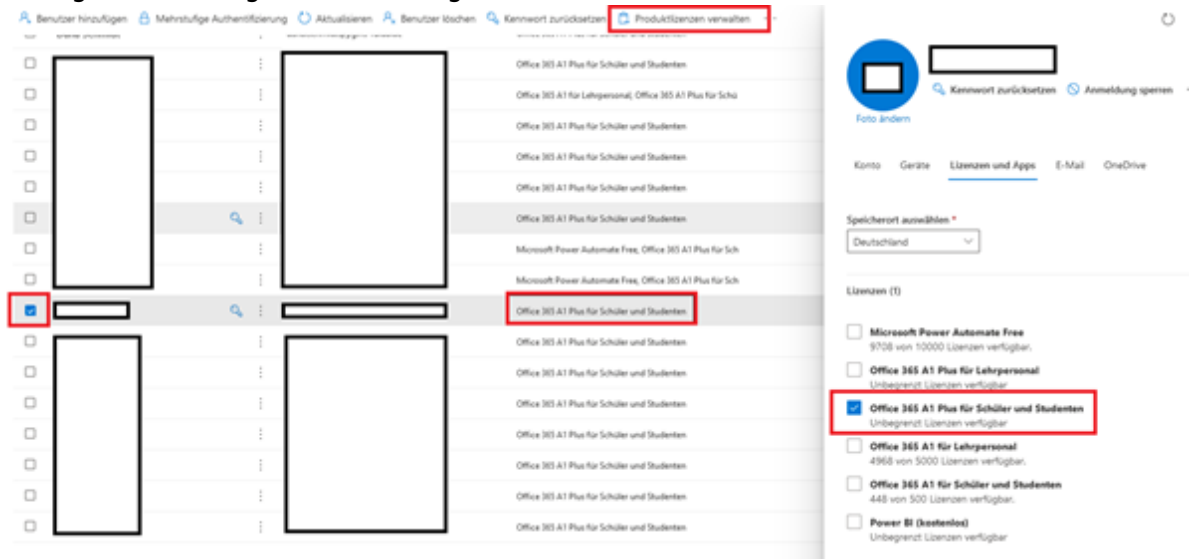 Benutzer hinzufügen Mehrstufige Authentifizierung Aktualisieren Benutzer löschen Kennwort zurücksetzen Produktlizenzen verwalten
Office 365 A1 Plus für Schüler und Studenten
Office 365 A1 für Lehrpersonal; Office 365 A1 Plus für Schü
Office 365 A1 Plus für Schüler und Studenten
Office 365 A1 Plus für Schüler und Studenten
Office 365 A1 Plus für Schüler und Studenten
Office 365 A1 Plus für Schüler und Studenten
Microsoft Power Automate Free; Office 365 A1 Plus für Sch
Microsoft Power Automate Free; Office 365 A1 Plus für Sch
Office 365 A1 Plus für Schüler und Studenten
Office 365 A1 Plus für Schüler und Studenten
Office 365 A1 Plus für Schüler und Studenten
Office 365 A1 Plus für Schüler und Studenten
Office 365 A1 Plus für Schüler und Studenten
Office 365 A1 Plus für Schüler und Studenten
Office 365 A1 Plus für Schüler und Studenten
Office 365 A1 Plus für Schüler und Studenten
Kennwort zurücksetzen Anmeldung sperren
Foto ändern
Konto Geräte Lizenzen und Apps E-Mail OneDrive
Speicherort auswählen *
Deutschland
Lizenzen (1)
Microsoft Power Automate Free
9708 von 10000 Lizenzen verfügbar.
Office 365 A1 Plus für Lehrpersonal
Unbegrenzt Lizenzen verfügbar
Office 365 A1 Plus für Schüler und Studenten
Unbegrenzt Lizenzen verfügbar
Office 365 A1 für Lehrpersonal
4968 von 5000 Lizenzen verfügbar.
Office 365 A1 für Schüler und Studenten
448 von 500 Lizenzen verfügbar.
Power BI (kostenlos)
Unbegrenzt Lizenzen verfügbar